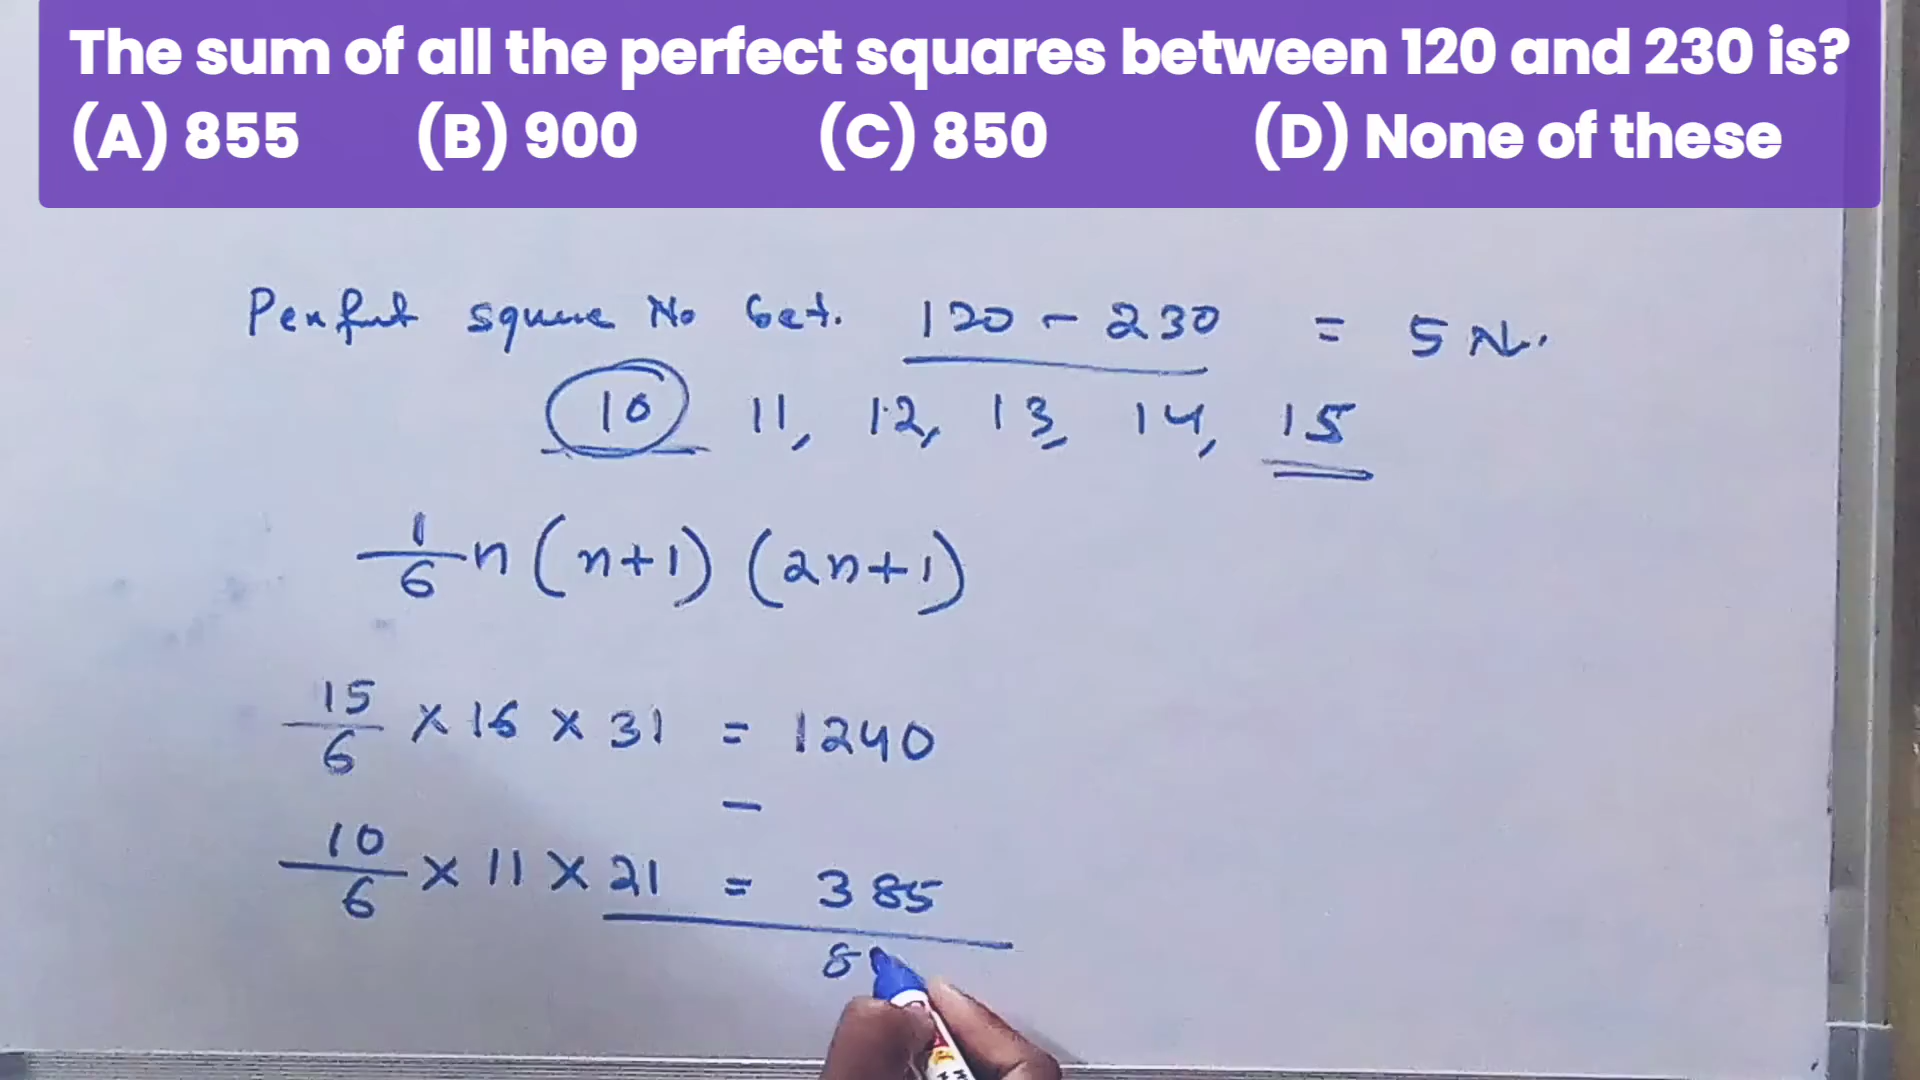 The sum of all the perfect squares between 120 and 230 is?
(A) 855 (B) 900 (C) 850 (D) None of these
square No bet. 120 - 230 = 5 N.
10 11, 12, 13, 14, 15
1/6 n (n+1) (2n+1)
15/6 × 16 × 31 = 1240
-
10/6 × 11 × 21 = 385
8